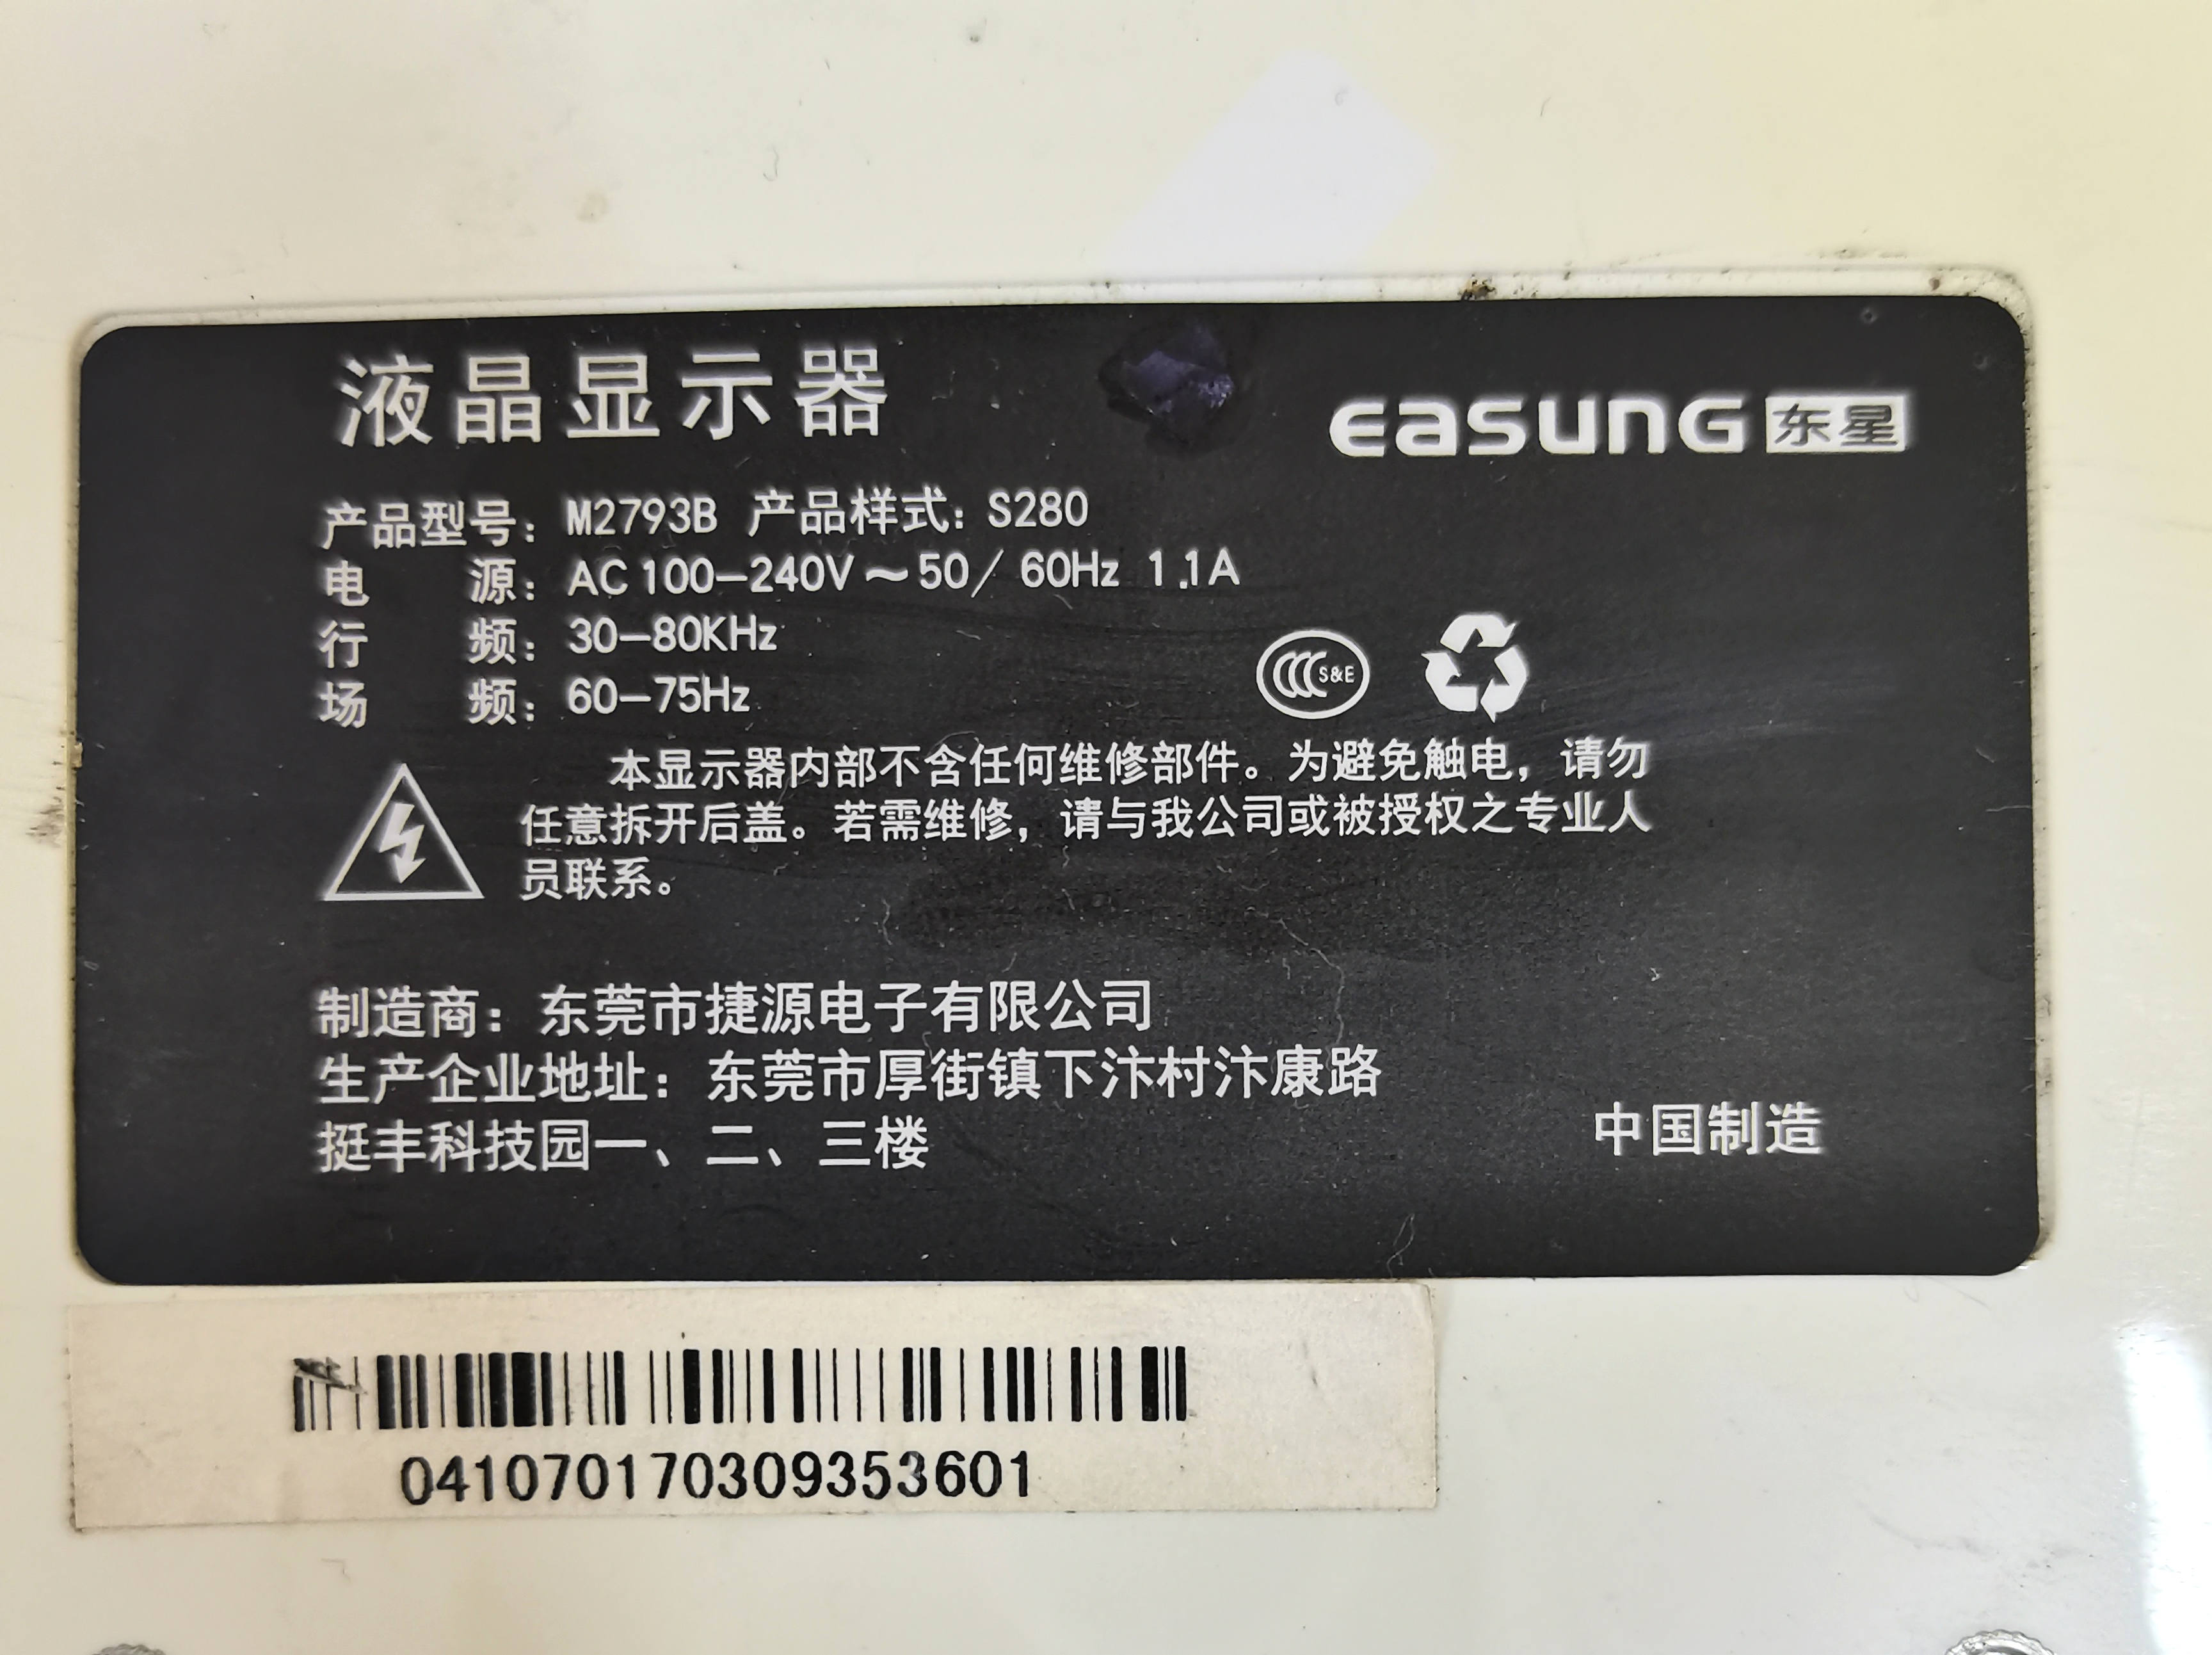 液晶显示器
easung 东星
产品型号: M2793B 产品样式: S280
电 源: AC 100-240V～50/ 60Hz 1.1A
行 频: 30-80KHz
场 频: 60-75Hz
S&E
本显示器内部不含任何维修部件。为避免触电，请勿
任意拆开后盖。若需维修，请与我公司或被授权之专业人
员联系。
制造商: 东莞市捷源电子有限公司
生产企业地址: 东莞市厚街镇下汴村汴康路
挺丰科技园一、二、三楼
中国制造
041070170309353601